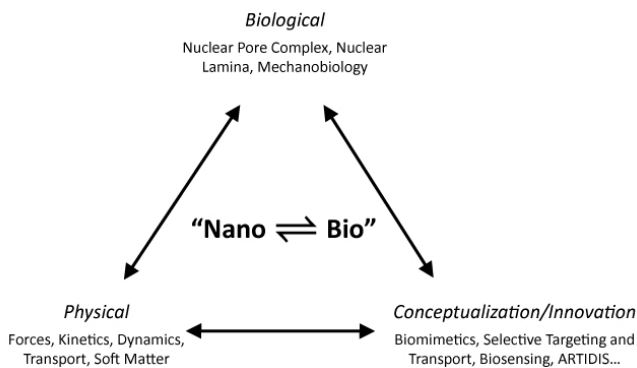 Biological
Nuclear Pore Complex, Nuclear
Lamina, Mechanobiology
“Nano ⇌ Bio”
Physical
Forces, Kinetics, Dynamics,
Transport, Soft Matter
Conceptualization/Innovation
Biomimetics, Selective Targeting and
Transport, Biosensing, ARTIDIS...